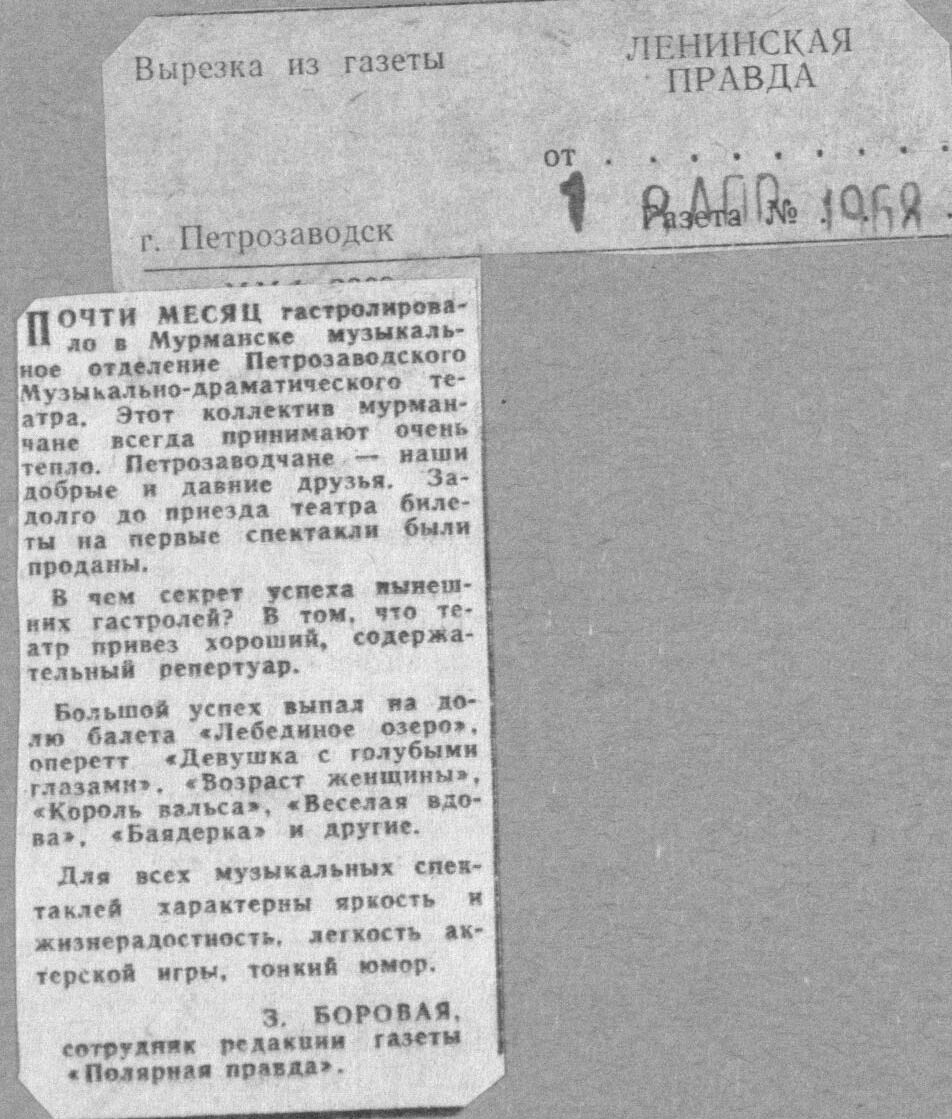 Вырезка из газеты
ЛЕНИНСКАЯ
ПРАВДА
от . . . . . . . . .
Газета № . . .
г. Петрозаводск
ПОЧТИ МЕСЯЦ гастролирова-
ло в Мурманске музыкаль-
ное отделение Петрозаводского
Музыкально-драматического те-
атра. Этот коллектив мурман-
чане всегда принимают очень
тепло. Петрозаводчане — наши
добрые и давние друзья. За-
долго до приезда театра биле-
ты на первые спектакли были
проданы.
В чем секрет успеха нынеш-
них гастролей? В том, что те-
атр привез хороший, содержа-
тельный репертуар.
Большой успех выпал на до-
лю балета «Лебединое озеро»,
оперетт «Девушка с голубыми
глазами», «Возраст женщины»,
«Король вальса», «Веселая вдо-
ва», «Баядерка» и другие.
Для всех музыкальных спек-
таклей характерны яркость и
жизнерадостность, легкость ак-
терской игры, тонкий юмор.
З. БОРОВАЯ,
сотрудник редакции газеты
«Полярная правда».